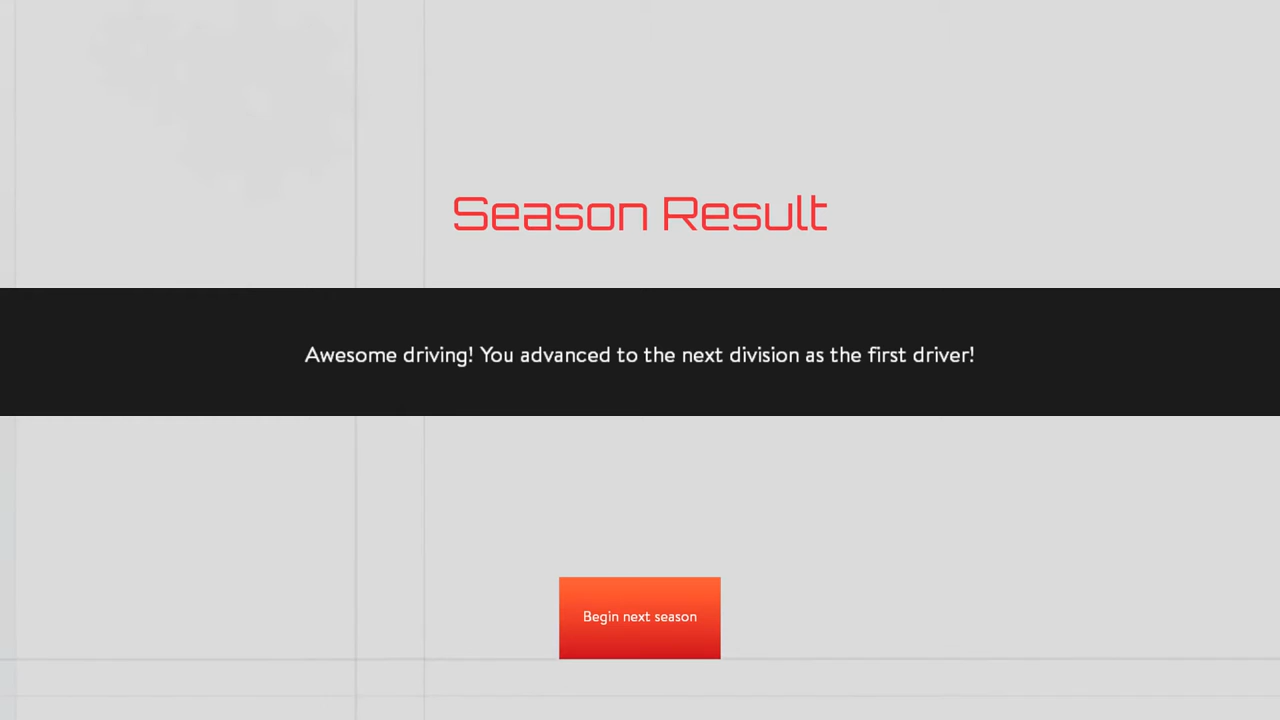 Season Result
Awesome driving! You advanced to the next division as the first driver!
Begin next season